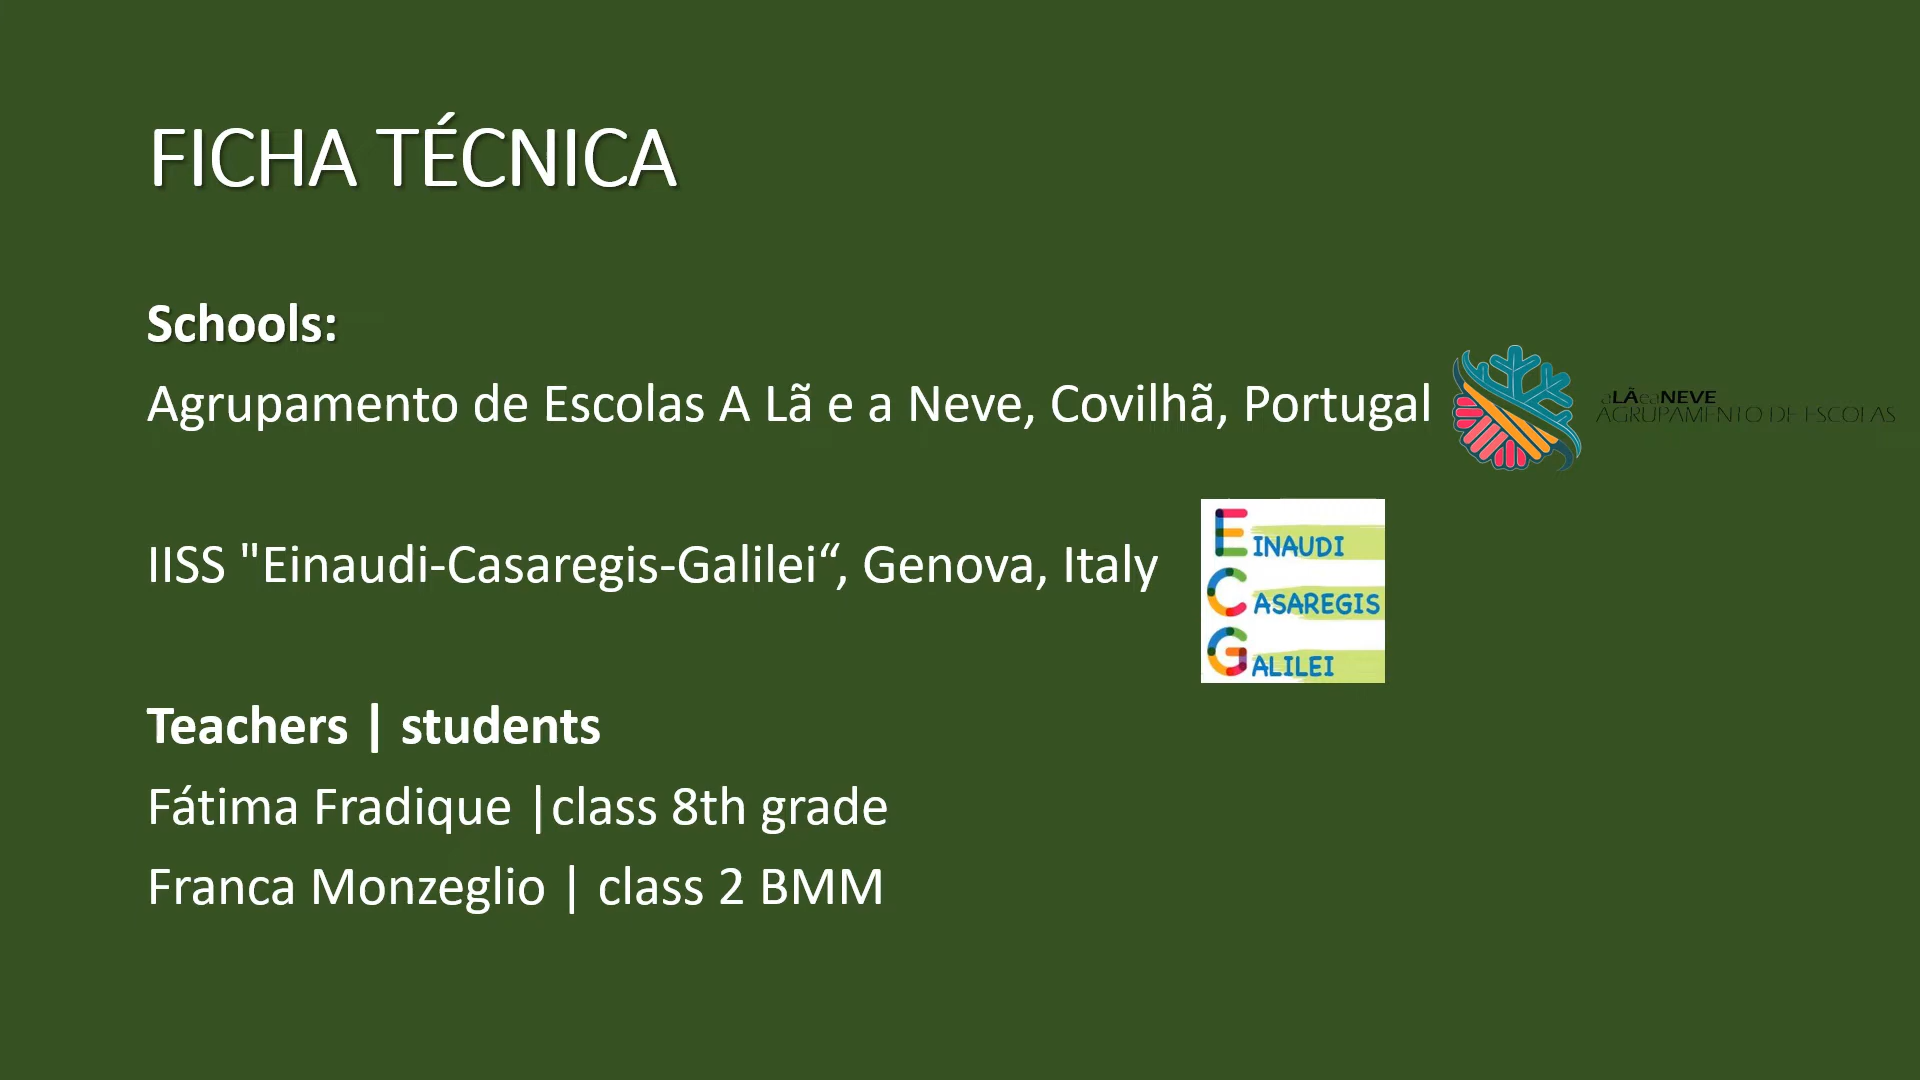 FICHA TÉCNICA
Schools:
Agrupamento de Escolas A Lã e a Neve, Covilhã, Portugal
aLÃeaNEVE
AGRUPAMENTO DE ESCOLAS
IISS "Einaudi-Casaregis-Galilei“, Genova, Italy
EINAUDI
CASAREGIS
GALILEI
Teachers | students
Fátima Fradique |class 8th grade
Franca Monzeglio | class 2 BMM